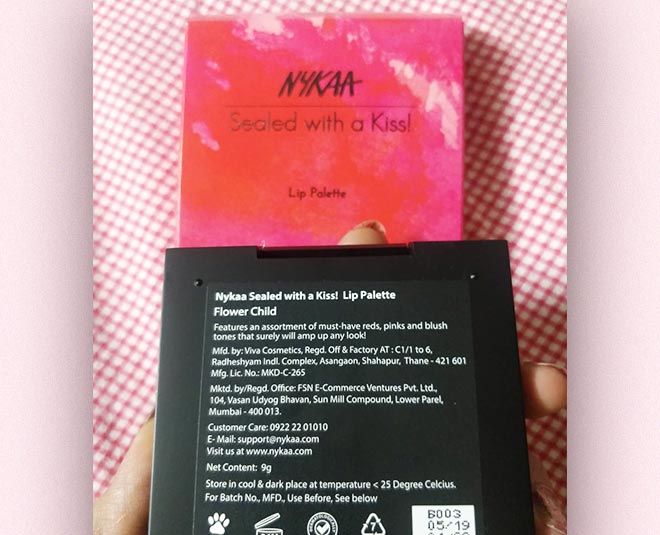 NYKAA
Sealed with a Kiss!
Lip Palette
Nykaa Sealed with a Kiss! Lip Palette
Flower Child
Features an assortment of must-have reds, pinks and blush
tones that surely will amp up any look!
Mfd. by: Viva Cosmetics, Regd. Off & Factory AT : C1/1 to 6,
Radheshyam Indl. Complex, Asangaon, Shahapur, Thane - 421 601
Mfg. Lic. No.: MKD-C-265
Mktd. by/Regd. Office: FSN E-Commerce Ventures Pvt. Ltd.,
104, Vasan Udyog Bhavan, Sun Mill Compound, Lower Parel,
Mumbai - 400 013.
Customer Care: 0922 22 01010
E- Mail: support@nykaa.com
Visit us at www.nykaa.com
Net Content: 9g
Store in cool & dark place at temperature < 25 Degree Celcius.
For Batch No., MFD., Use Before, See below
B003
05/19